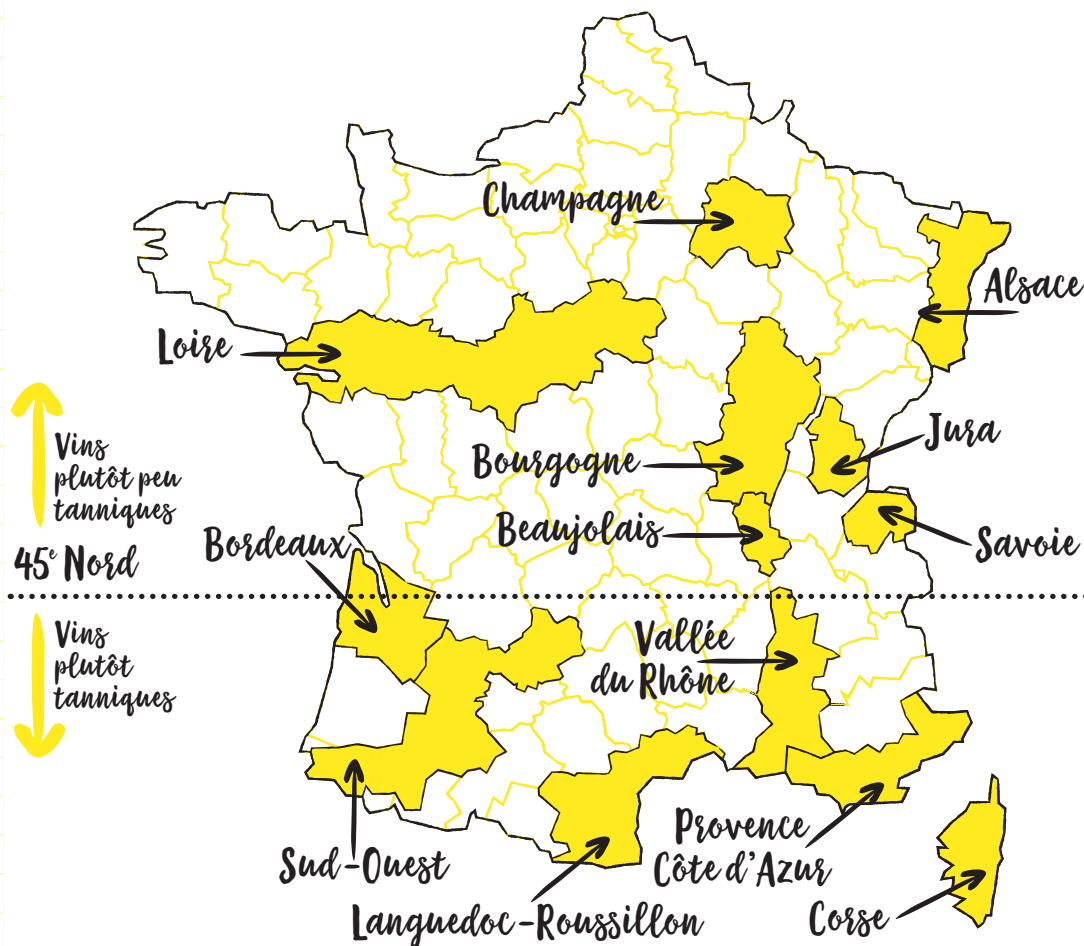 Champagne
Alsace
Loire
Jura
Vins
plutôt peu
tanniques
Bourgogne
Beaujolais
Bordeaux
Savoie
45e Nord
Vins
plutôt
tanniques
Vallée
du Rhône
Provence
Côte d'Azur
Sud-Ouest
Languedoc-Roussillon
Corse